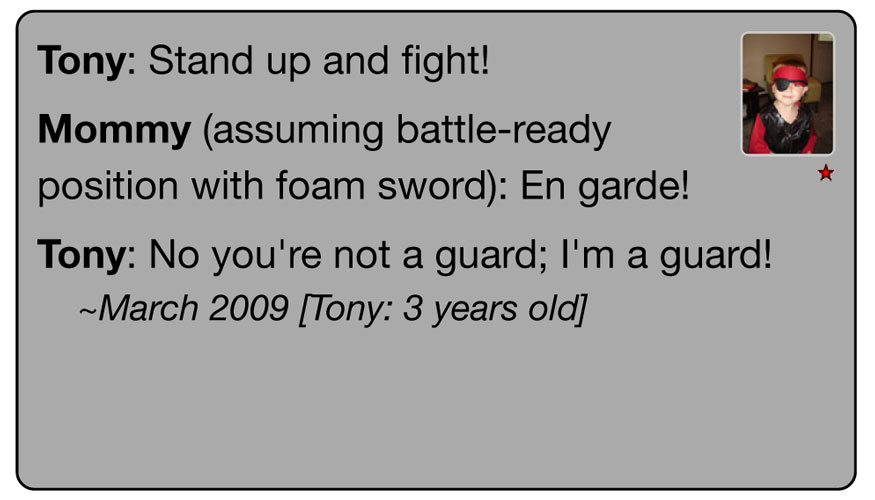 Tony: Stand up and fight!
Mommy (assuming battle-ready
position with foam sword): En garde!
Tony: No you're not a guard; I'm a guard!
~March 2009 [Tony: 3 years old]